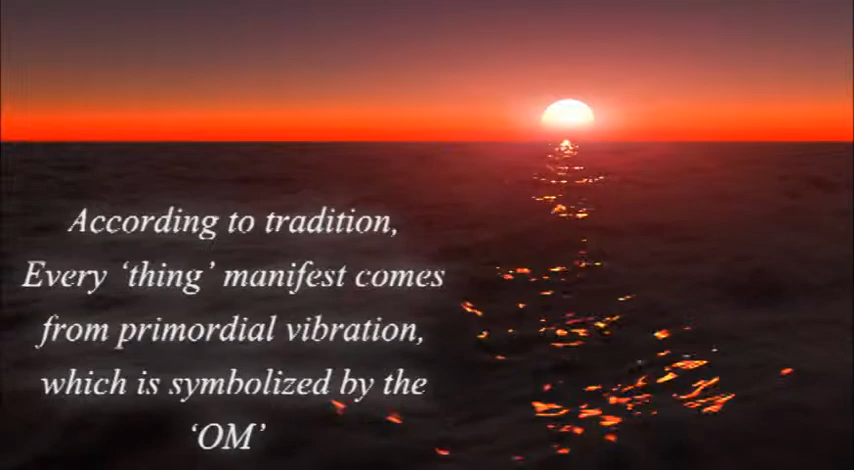 According to tradition,
Every ‘thing’ manifest comes
from primordial vibration,
which is symbolized by the
‘OM’